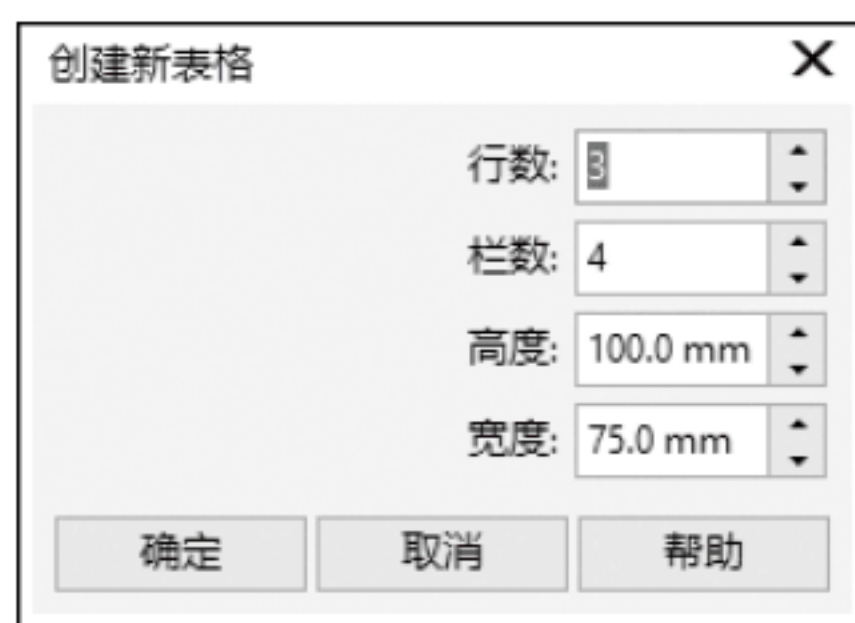 创建新表格
行数: 3
栏数: 4
高度: 100.0 mm
宽度: 75.0 mm
确定 取消 帮助